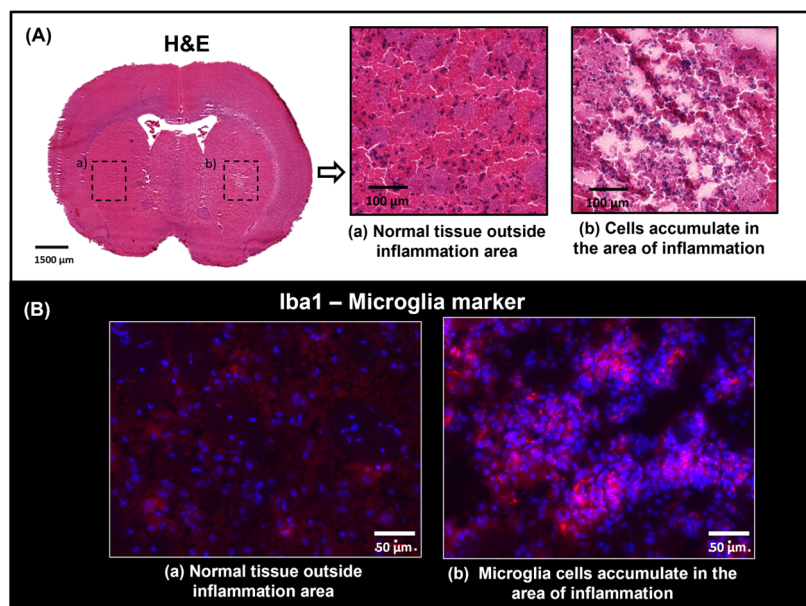 (A)
H&E
a)
b)
1500 µm
100 µm
100 µm
(a) Normal tissue outside
inflammation area
(b) Cells accumulate in
the area of inflammation
(B)
Iba1 – Microglia marker
50 µm
50 µm
(a) Normal tissue outside
inflammation area
(b) Microglia cells accumulate in the
area of inflammation